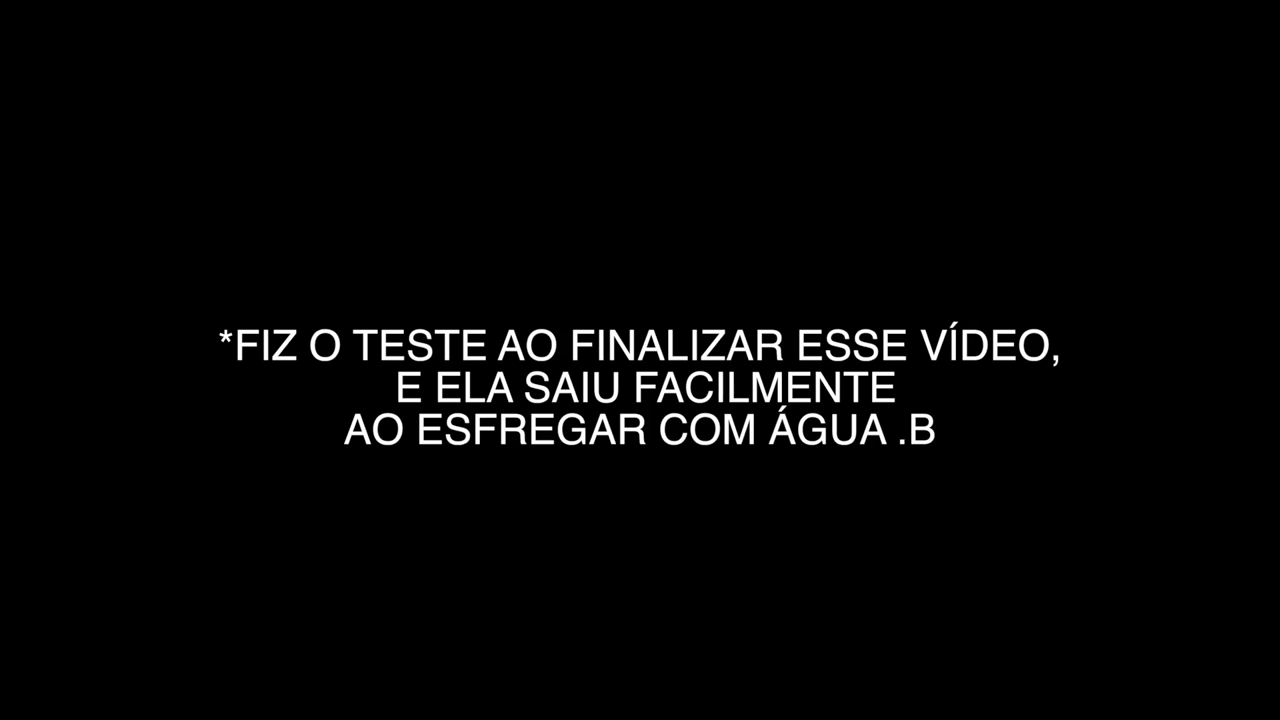 *FIZ O TESTE AO FINALIZAR ESSE VÍDEO,
E ELA SAIU FACILMENTE
AO ESFREGAR COM ÁGUA .B